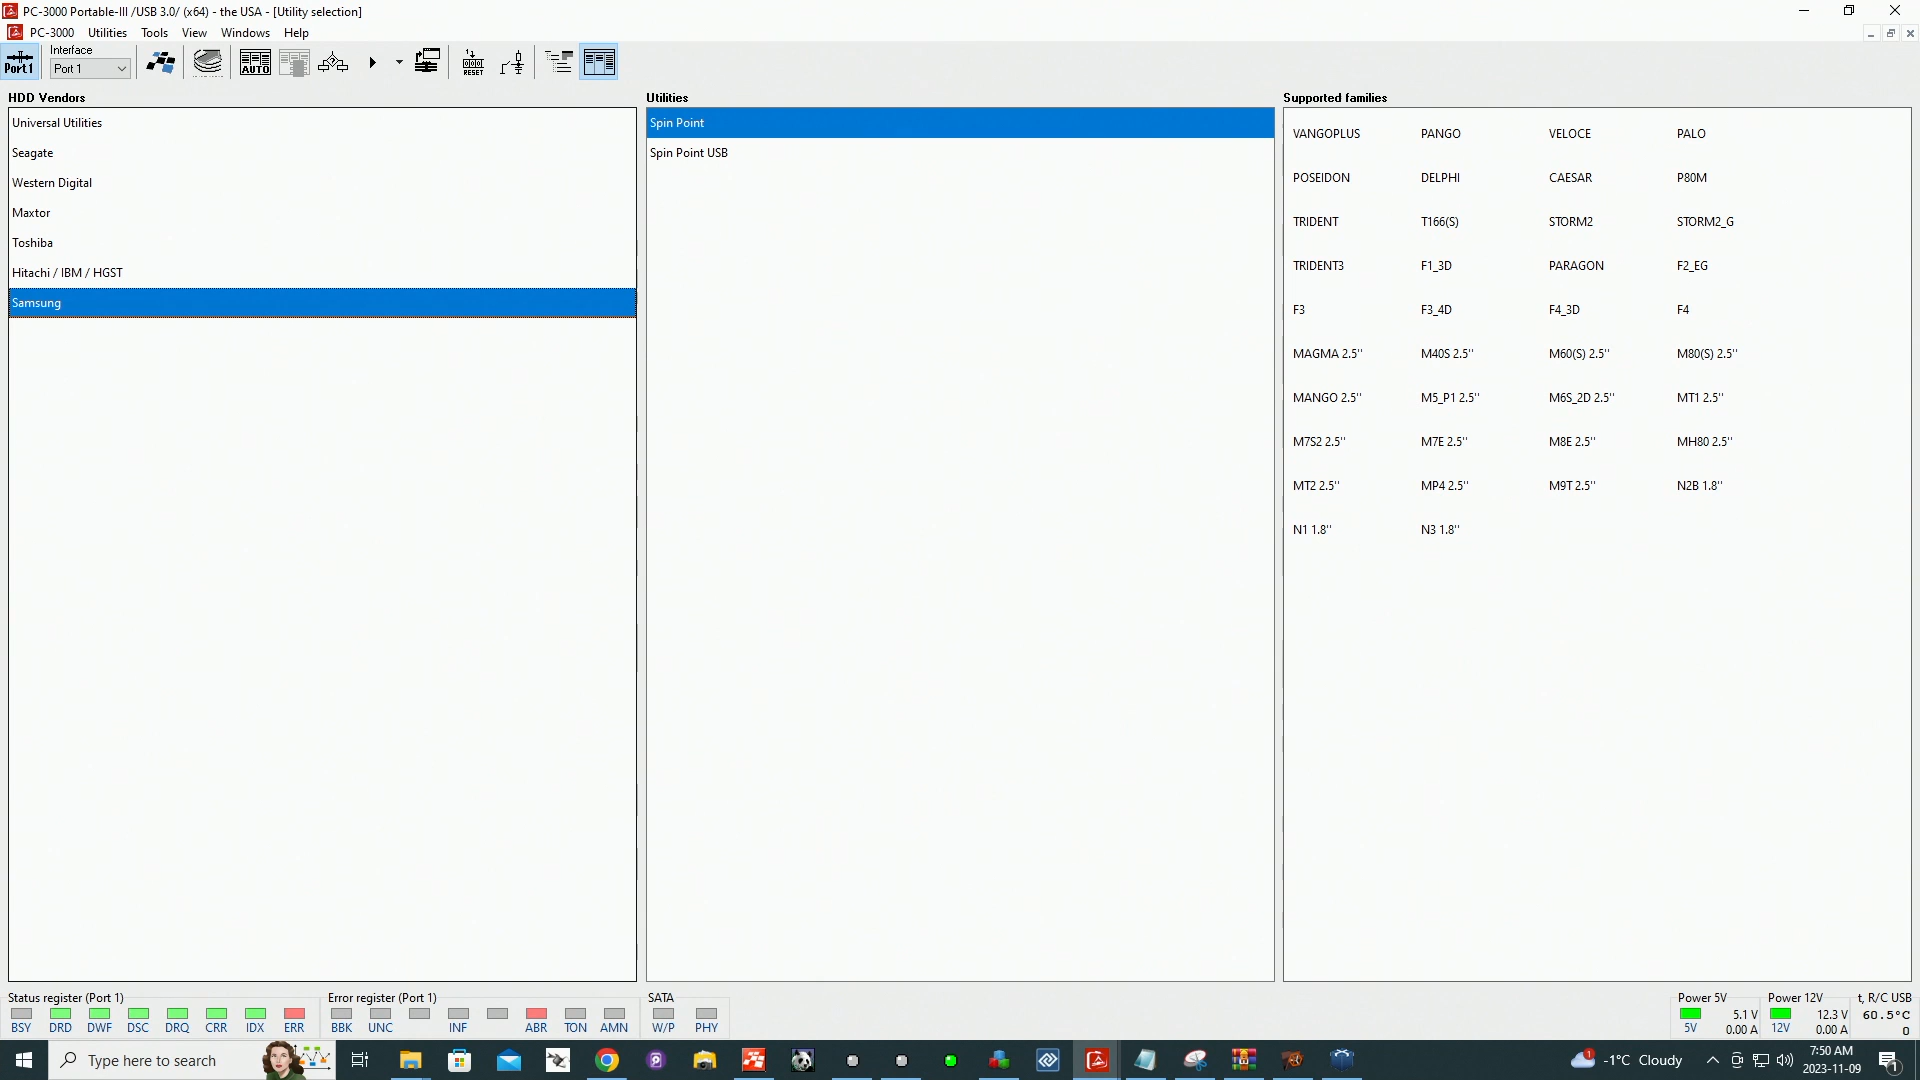 PC-3000 Portable-III /USB 3.0/ (x64) - the USA - [Utility selection]
PC-3000 Utilities Tools View Windows Help
Port1
Interface
Port 1
AUTO
RESET
HDD Vendors
Universal Utilities
Seagate
Western Digital
Maxtor
Toshiba
Hitachi / IBM / HGST
Samsung
Utilities
Spin Point
Spin Point USB
Supported families
VANGOPLUS PANGO VELOCE PALO
POSEIDON DELPHI CAESAR P80M
TRIDENT T166(S) STORM2 STORM2_G
TRIDENT3 F1_3D PARAGON F2_EG
F3 F3_4D F4_3D F4
MAGMA 2.5" M40S 2.5" M60(S) 2.5" M80(S) 2.5"
MANGO 2.5" M5_P1 2.5" M6S_2D 2.5" MT1 2.5"
M7S2 2.5" M7E 2.5" M8E 2.5" MH80 2.5"
MT2 2.5" MP4 2.5" M9T 2.5" N2B 1.8"
N1 1.8" N3 1.8"
Status register (Port 1)
BSY DRD DWF DSC DRQ CRR IDX ERR
Error register (Port 1)
BBK UNC INF ABR TON AMN
SATA
W/P PHY
Power 5V
5.1 V
5V 0.00 A
Power 12V
12.3 V
12V 0.00 A
t, R/C USB
60.5°C
0
Type here to search
1
-1°C Cloudy
7:50 AM
2023-11-09
1